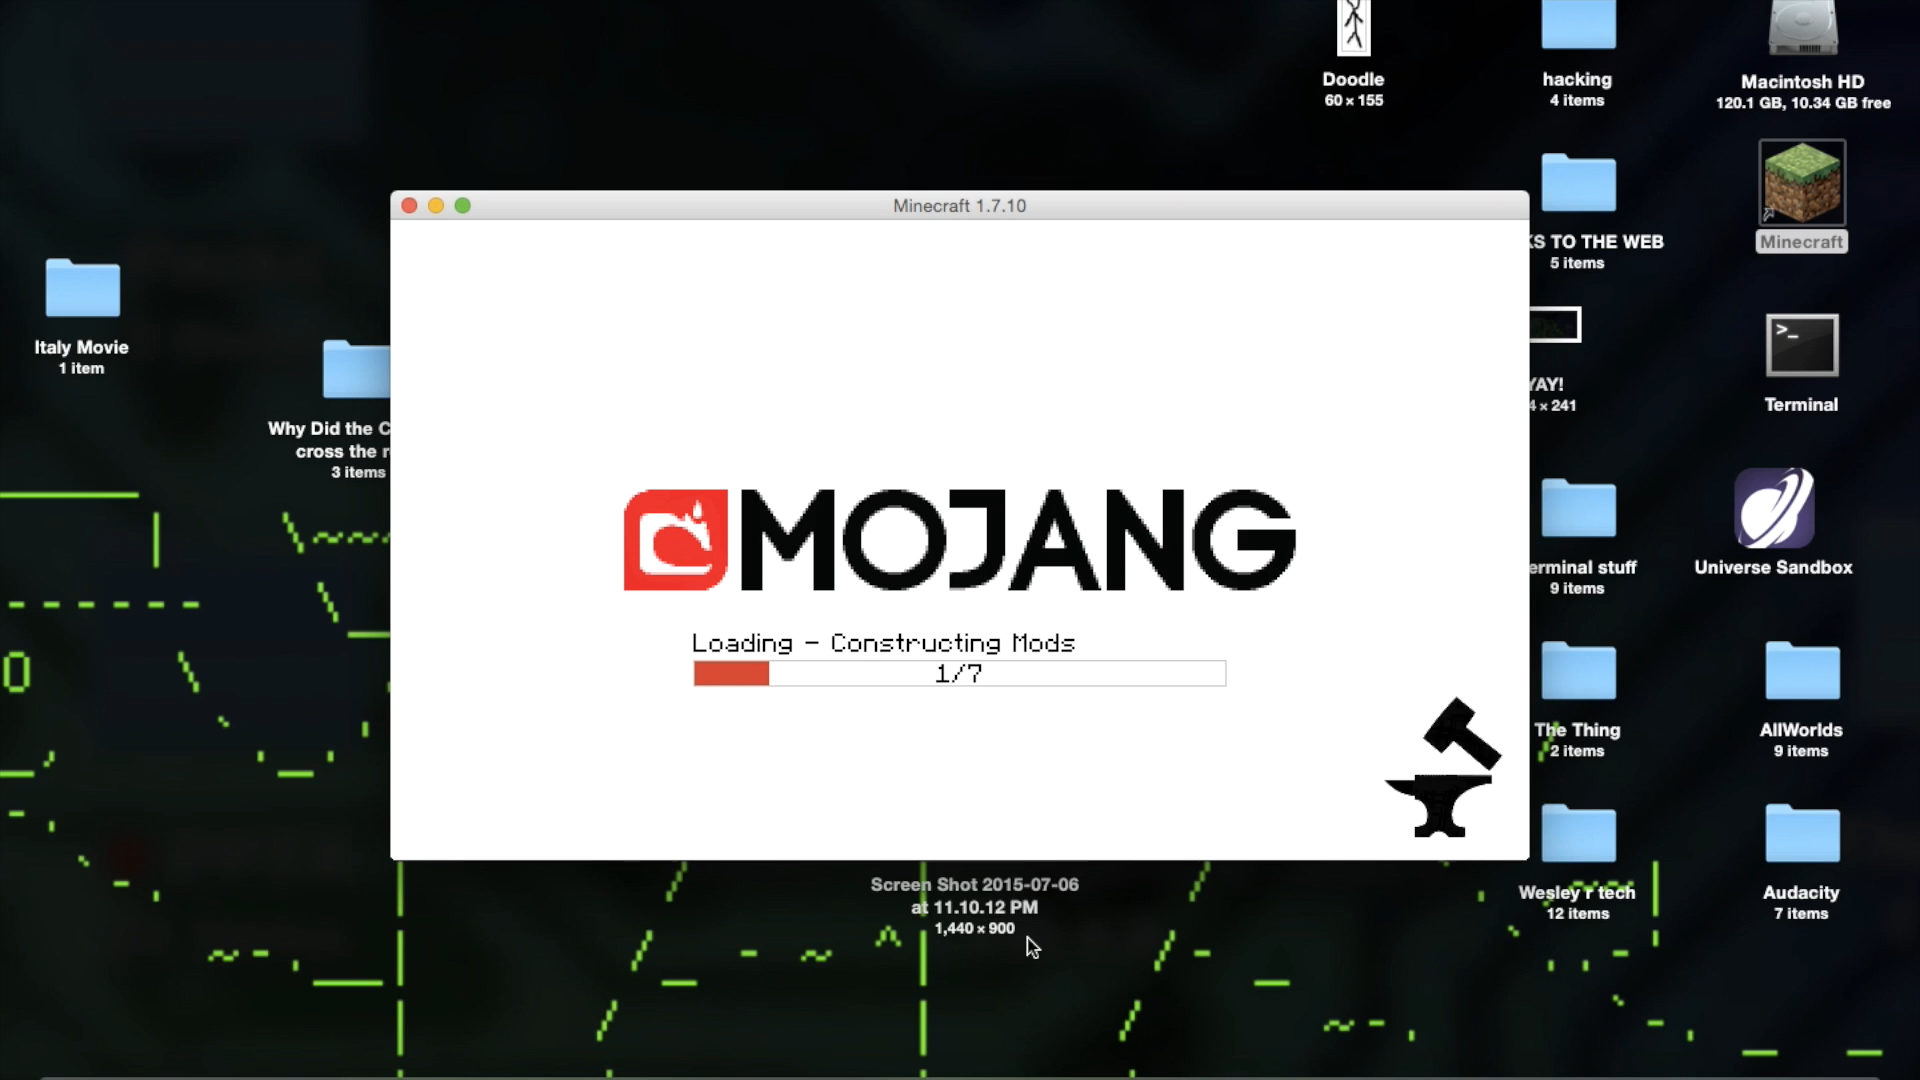 Doodle
60 × 155
hacking
4 items
Macintosh HD
120.1 GB, 10.34 GB free
Minecraft 1.7.10
KS TO THE WEB
5 items
Minecraft
Italy Movie
1 item
YAY!
4 × 241
Terminal
Why Did the C
cross the r
3 items
MOJANG
erminal stuff
9 items
Universe Sandbox
Loading - Constructing Mods
1/7
The Thing
2 items
AllWorlds
9 items
Screen Shot 2015-07-06
at 11.10.12 PM
1,440 × 900
Wesley r tech
12 items
Audacity
7 items